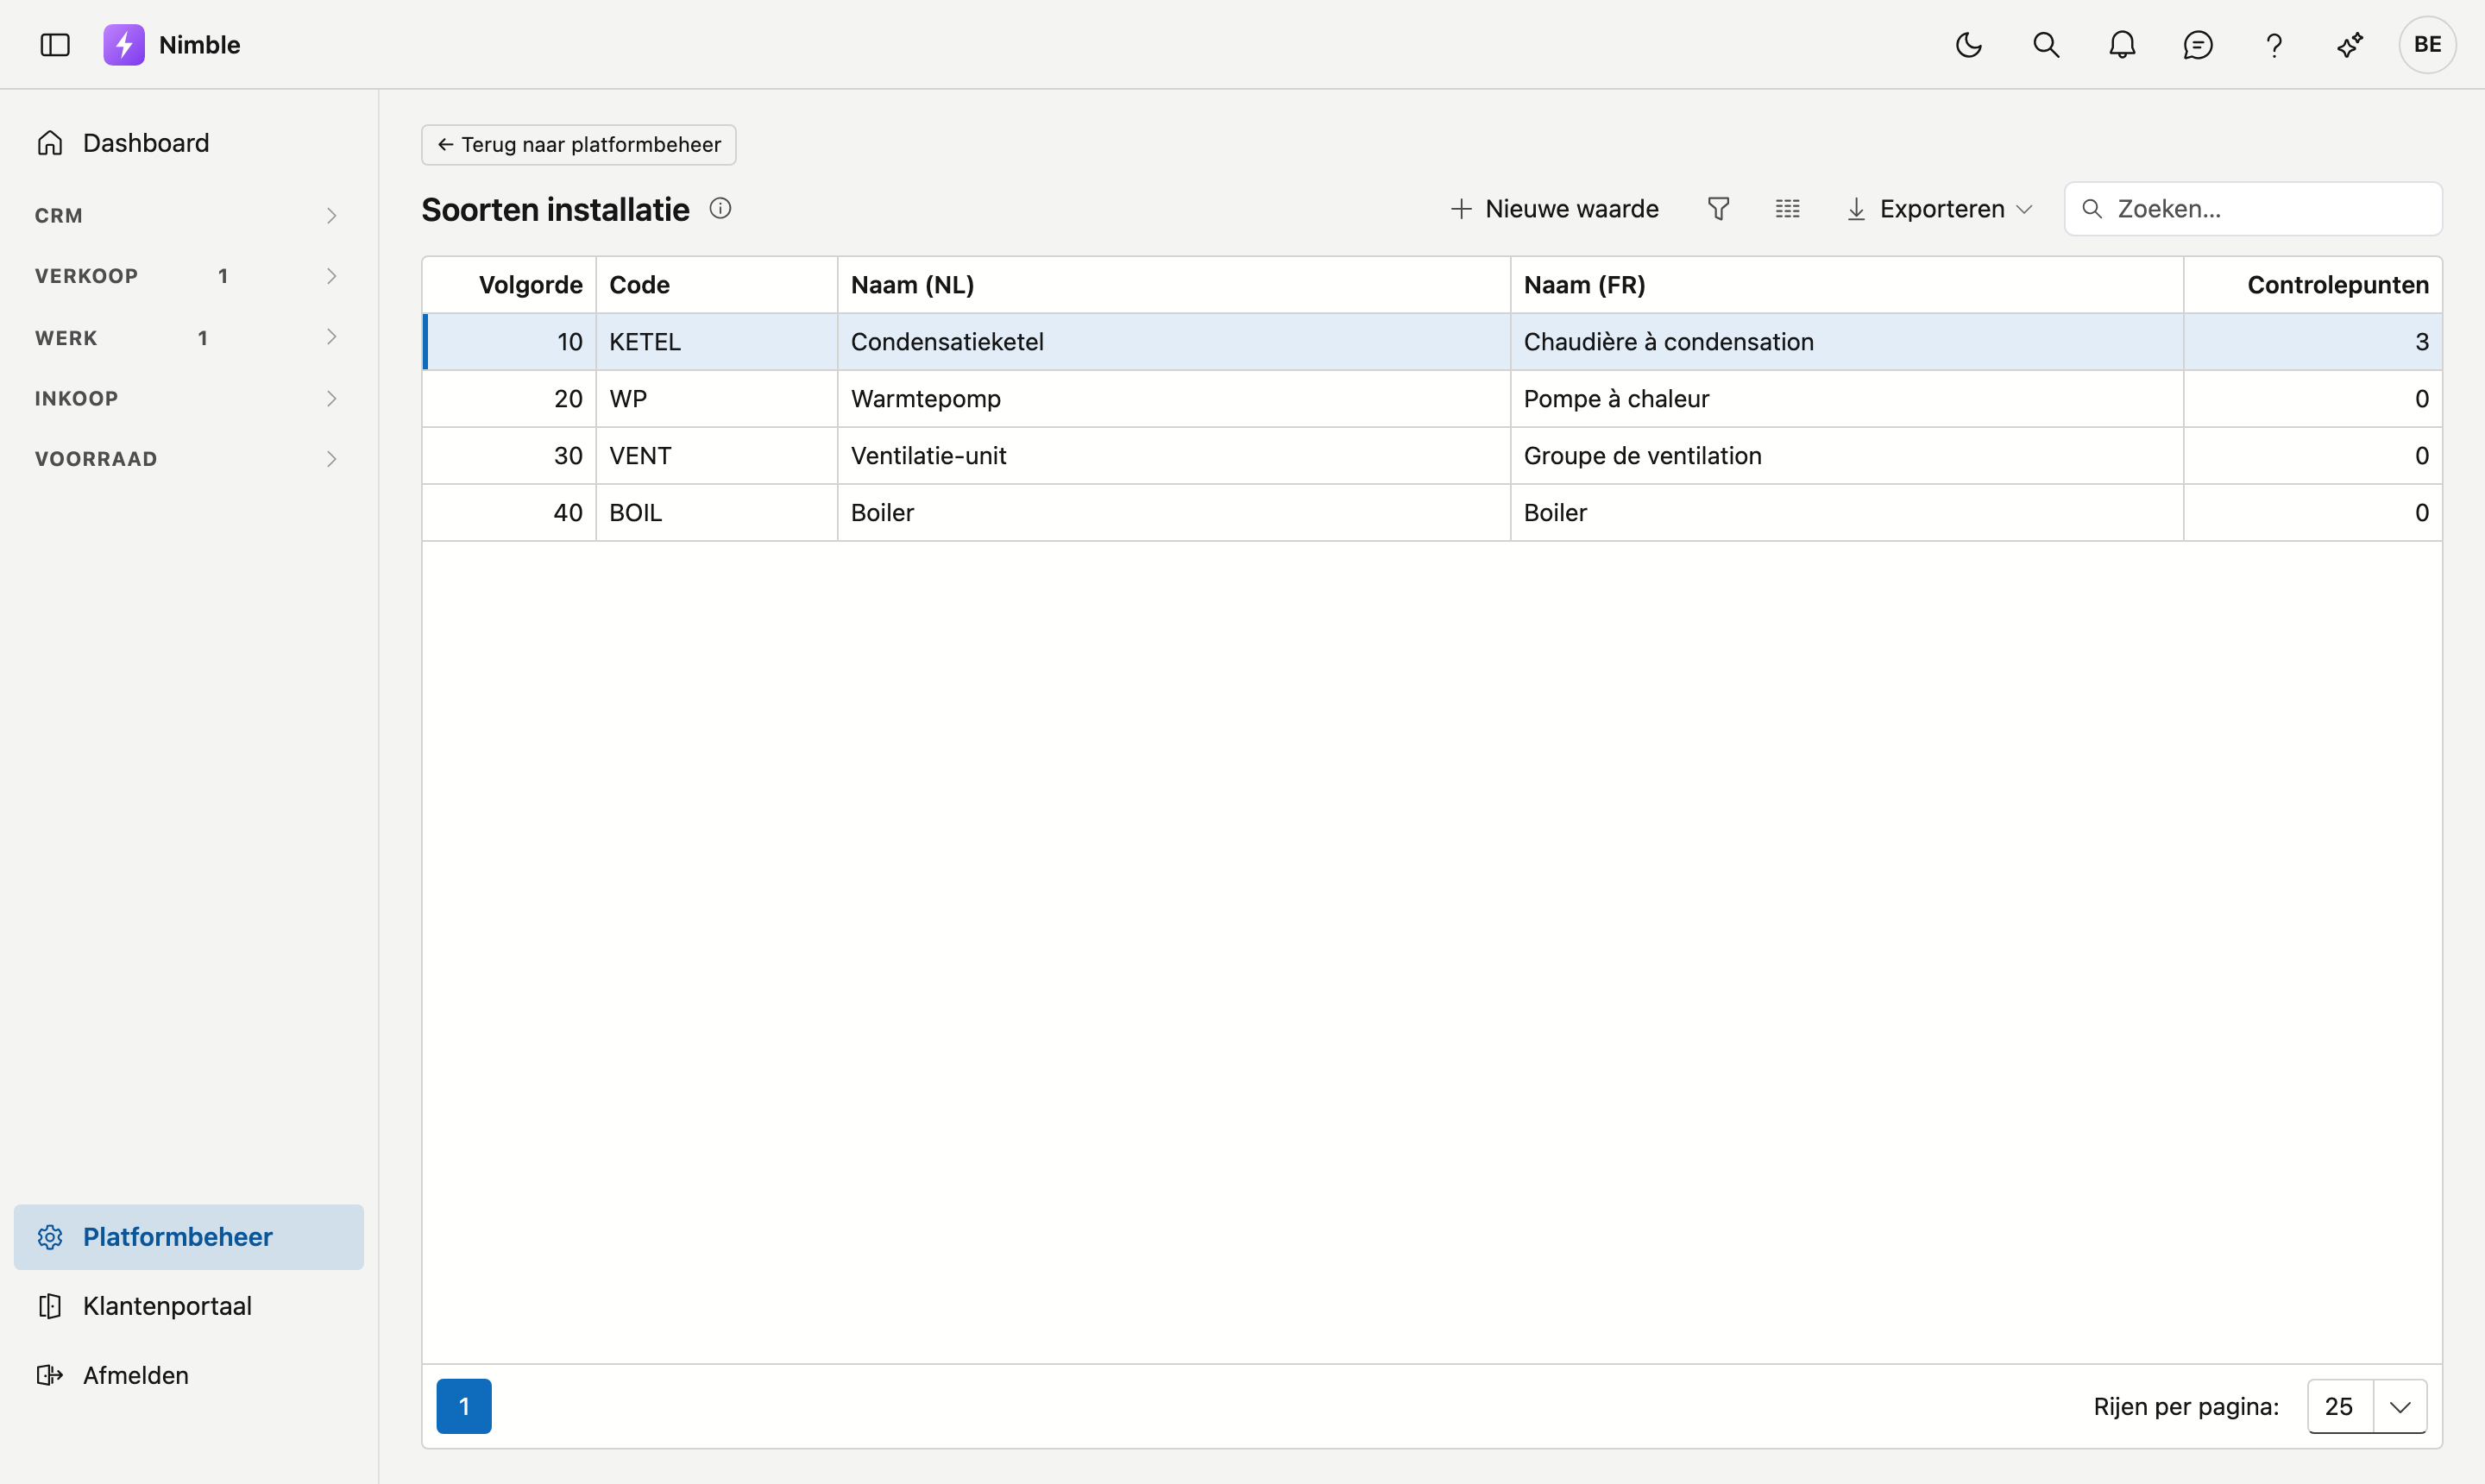 Nimble
BE
Dashboard
CRM
VERKOOP 1
WERK 1
INKOOP
VOORRAAD
Platformbeheer
Klantenportaal
Afmelden
← Terug naar platformbeheer
Soorten installatie
Nieuwe waarde
Exporteren
Zoeken...
Volgorde Code Naam (NL) Naam (FR) Controlepunten
10 KETEL Condensatieketel Chaudière à condensation 3
20 WP Warmtepomp Pompe à chaleur 0
30 VENT Ventilatie-unit Groupe de ventilation 0
40 BOIL Boiler Boiler 0
1
Rijen per pagina: 25